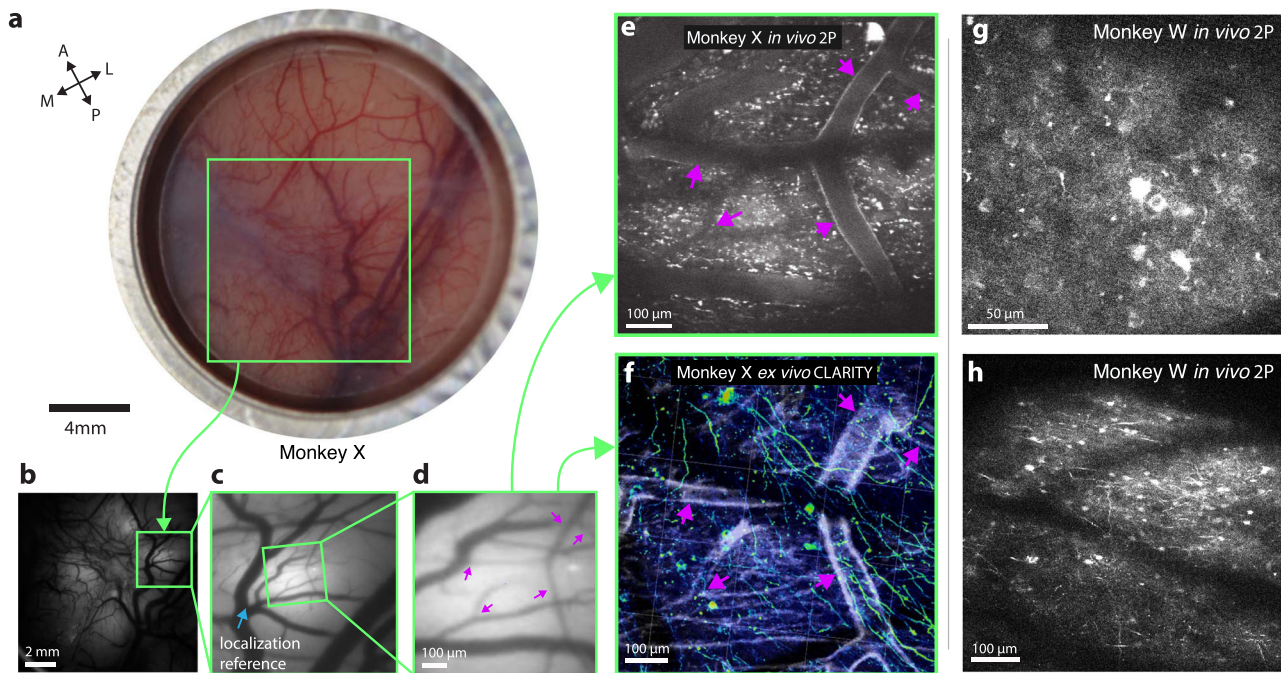 a
A
L
M
P
4mm
Monkey X
b
2 mm
c
localization
reference
d
100 µm
e
Monkey X in vivo 2P
100 µm
f
Monkey X ex vivo CLARITY
100 µm
g
Monkey W in vivo 2P
50 µm
h
Monkey W in vivo 2P
100 µm